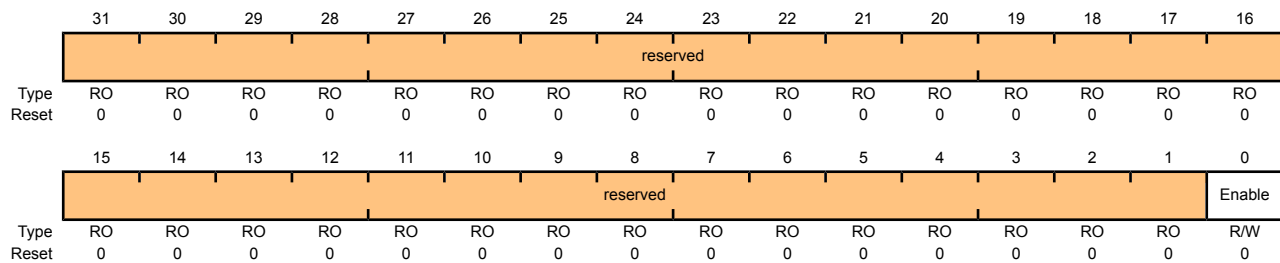 31 30 29 28 27 26 25 24 23 22 21 20 19 18 17 16
reserved
Type RO RO RO RO RO RO RO RO RO RO RO RO RO RO RO RO
Reset 0 0 0 0 0 0 0 0 0 0 0 0 0 0 0 0
15 14 13 12 11 10 9 8 7 6 5 4 3 2 1 0
reserved Enable
Type RO RO RO RO RO RO RO RO RO RO RO RO RO RO RO R/W
Reset 0 0 0 0 0 0 0 0 0 0 0 0 0 0 0 0